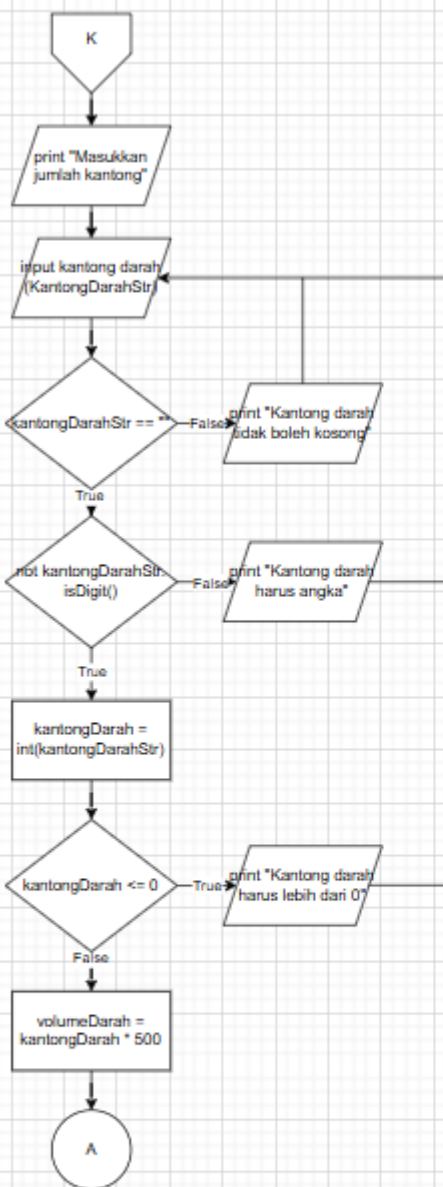 K
print "Masukkan
jumlah kantong"
input kantong darah
(KantongDarahStr)
kantongDarahStr == ""
False
print "Kantong darah
tidak boleh kosong"
True
not kantongDarahStr.
isDigit()
False
print "Kantong darah
harus angka"
True
kantongDarah =
int(kantongDarahStr)
kantongDarah <= 0
True
print "Kantong darah
harus lebih dari 0"
False
volumeDarah =
kantongDarah * 500
A